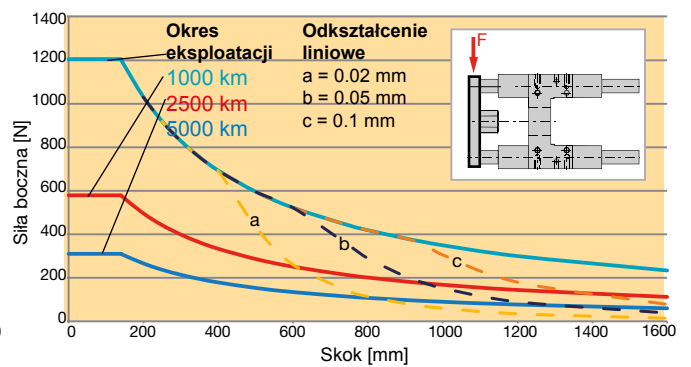 Okres
eksploatacji
1000 km
2500 km
5000 km
Odkształcenie
liniowe
a = 0.02 mm
b = 0.05 mm
c = 0.1 mm
F
Siła boczna [N]
1400
1200
1000
800
600
400
200
0
a
b
c
0 200 400 600 800 1000 1200 1400 1600
Skok [mm]